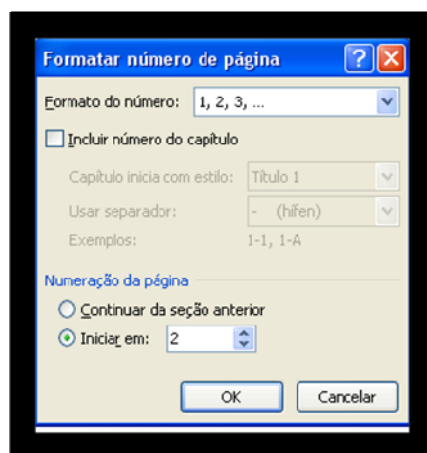 Formatar número de página
Formato do número: 1, 2, 3, ...
Incluir número do capítulo
Capítulo inicia com estilo: Título 1
Usar separador: - (hífen)
Exemplos: 1-1, 1-A
Numeração da página
Continuar da seção anterior
Iniciar em: 2
OK Cancelar